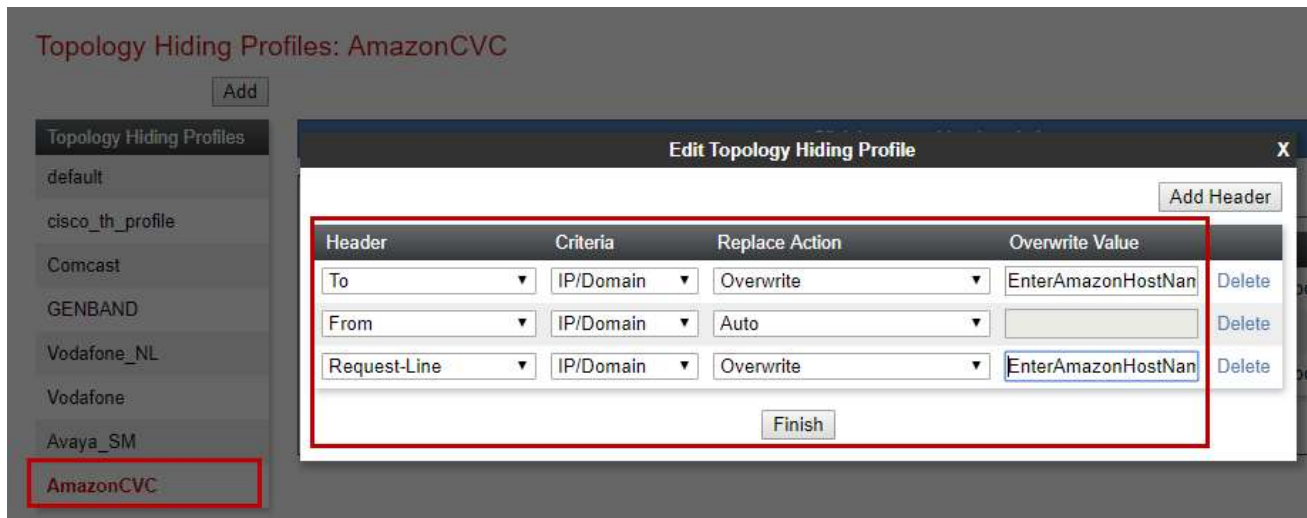 Topology Hiding Profiles: AmazonCVC
Add
Topology Hiding Profiles
default
cisco_th_profile
Comcast
GENBAND
Vodafone_NL
Vodafone
Avaya_SM
AmazonCVC
Edit Topology Hiding Profile X
Add Header
Header Criteria Replace Action Overwrite Value
To IP/Domain Overwrite EnterAmazonHostNan Delete
From IP/Domain Auto Delete
Request-Line IP/Domain Overwrite EnterAmazonHostNan Delete
Finish